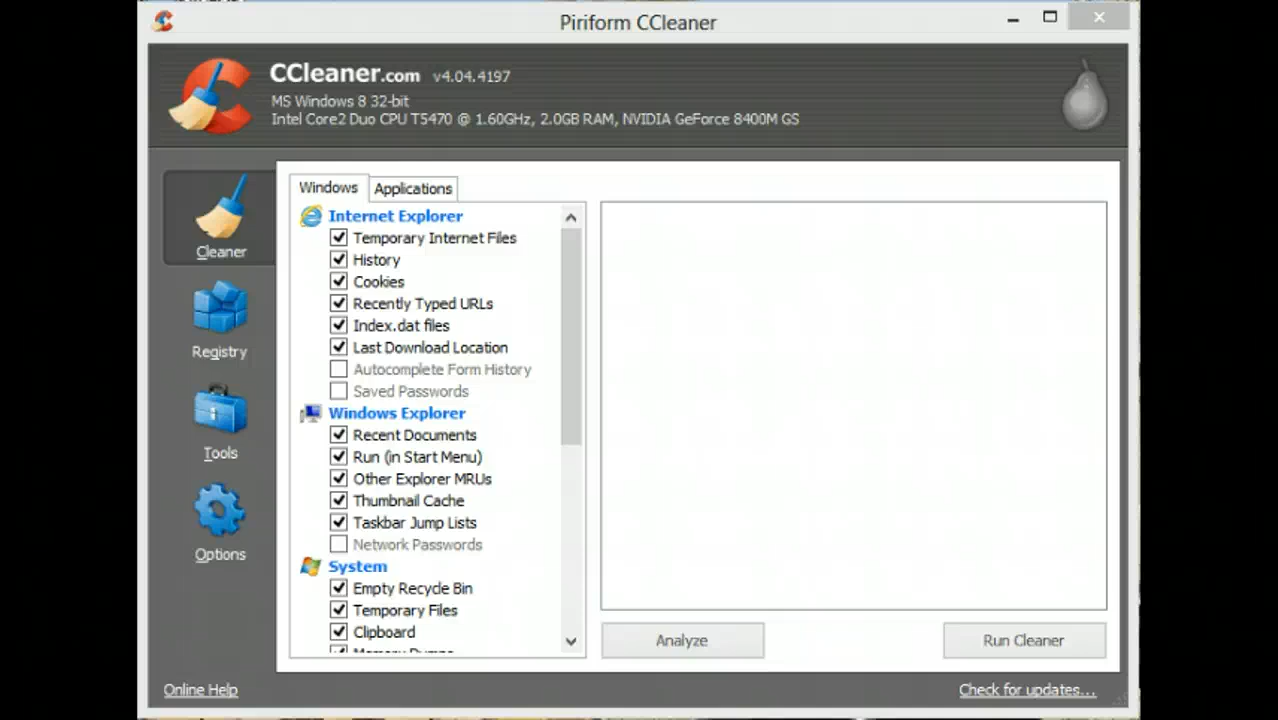 Piriform CCleaner
CCleaner.com v4.04.4197
MS Windows 8 32-bit
Intel Core2 Duo CPU T5470 @ 1.60GHz, 2.0GB RAM, NVIDIA GeForce 8400M GS
Cleaner
Registry
Tools
Options
Windows Applications
Internet Explorer
Temporary Internet Files
History
Cookies
Recently Typed URLs
Index.dat files
Last Download Location
Autocomplete Form History
Saved Passwords
Windows Explorer
Recent Documents
Run (in Start Menu)
Other Explorer MRUs
Thumbnail Cache
Taskbar Jump Lists
Network Passwords
System
Empty Recycle Bin
Temporary Files
Clipboard
Memory Dumps
Analyze
Run Cleaner
Online Help
Check for updates...